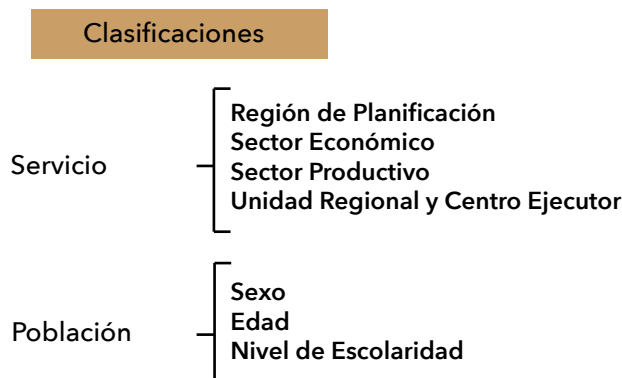 Clasificaciones
Servicio
Región de Planificación
Sector Económico
Sector Productivo
Unidad Regional y Centro Ejecutor
Población
Sexo
Edad
Nivel de Escolaridad